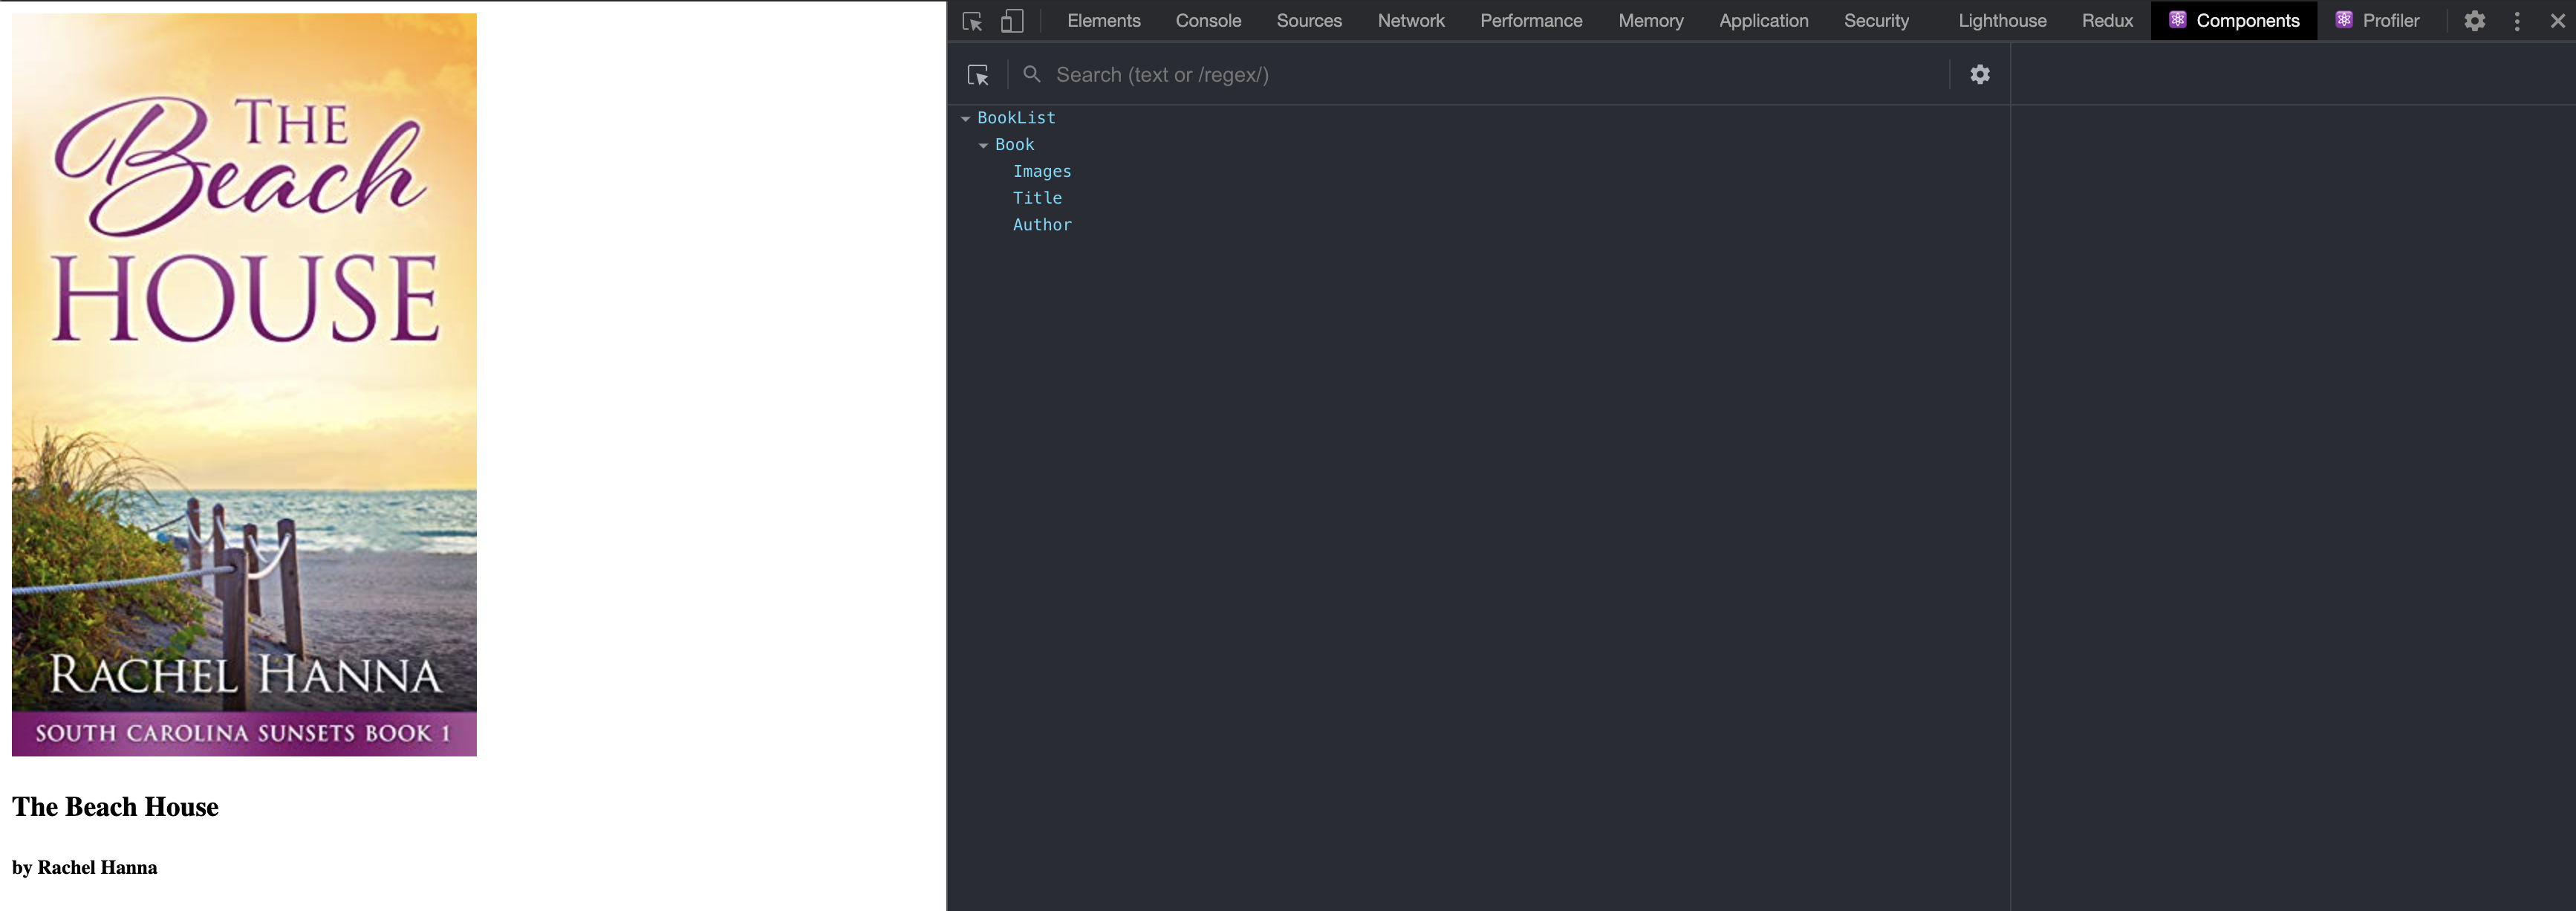 THE
Beach
HOUSE
RACHEL HANNA
SOUTH CAROLINA SUNSETS BOOK 1
The Beach House
by Rachel Hanna
Elements Console Sources Network Performance Memory Application Security Lighthouse Redux Components Profiler
Search (text or /regex/)
BookList
Book
Images
Title
Author